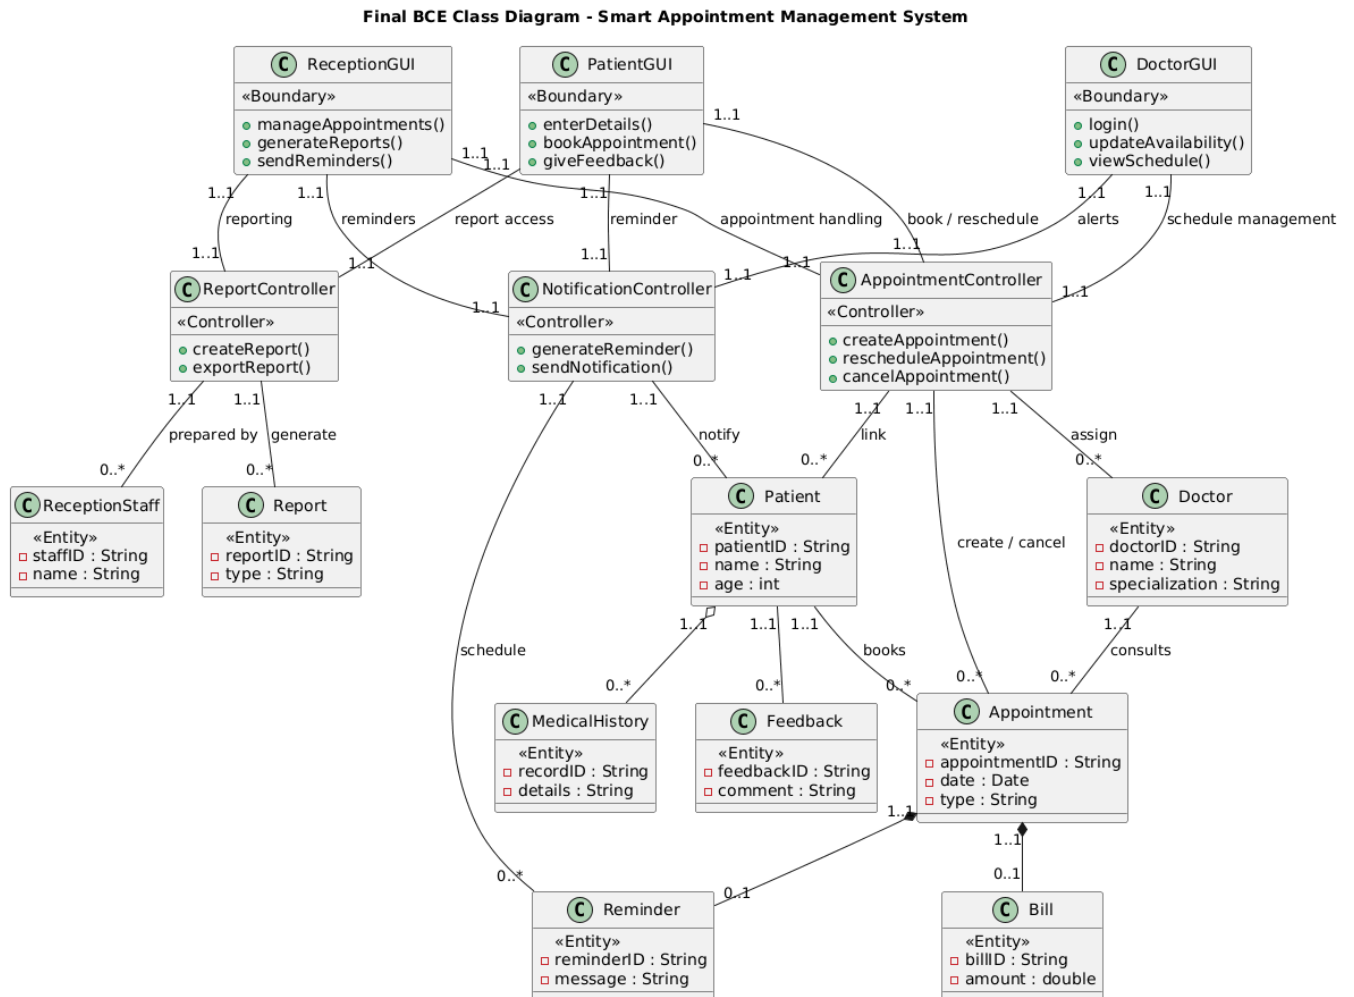 Final BCE Class Diagram - Smart Appointment Management System
C ReceptionGUI
«Boundary»
manageAppointments()
generateReports()
sendReminders()
C PatientGUI
«Boundary»
enterDetails()
bookAppointment()
giveFeedback()
C DoctorGUI
«Boundary»
login()
updateAvailability()
viewSchedule()
1..1
1..1
1..1
1..1
1..1
1..1
1..1
1..1
reporting
reminders
report access
reminder
appointment handling
book / reschedule
alerts
schedule management
1..1
1..1
1..1
1..1
1..1
1..1
1..1
1..1
C ReportController
«Controller»
createReport()
exportReport()
C NotificationController
«Controller»
generateReminder()
sendNotification()
C AppointmentController
«Controller»
createAppointment()
rescheduleAppointment()
cancelAppointment()
1..1
1..1
1..1
1..1
1..1
1..1
1..1
prepared by
generate
notify
link
assign
0..*
0..*
0..*
0..*
0..*
C ReceptionStaff
«Entity»
staffID : String
name : String
C Report
«Entity»
reportID : String
type : String
C Patient
«Entity»
patientID : String
name : String
age : int
create / cancel
C Doctor
«Entity»
doctorID : String
name : String
specialization : String
1..1
1..1
1..1
1..1
schedule
books
consults
0..*
0..*
0..*
0..*
0..*
C MedicalHistory
«Entity»
recordID : String
details : String
C Feedback
«Entity»
feedbackID : String
comment : String
C Appointment
«Entity»
appointmentID : String
date : Date
type : String
1..1
1..1
0..*
0..1
0..1
C Reminder
«Entity»
reminderID : String
message : String
C Bill
«Entity»
billID : String
amount : double